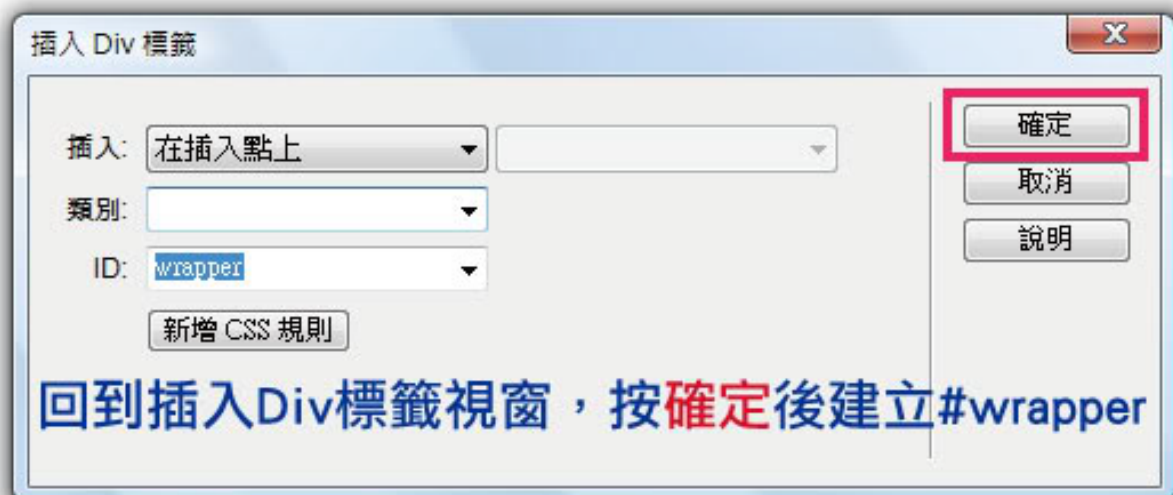 插入 Div 標籤
插入: 在插入點上
確定
類別:
取消
ID: wrapper
說明
新增 CSS 規則
回到插入Div標籤視窗，按確定後建立#wrapper